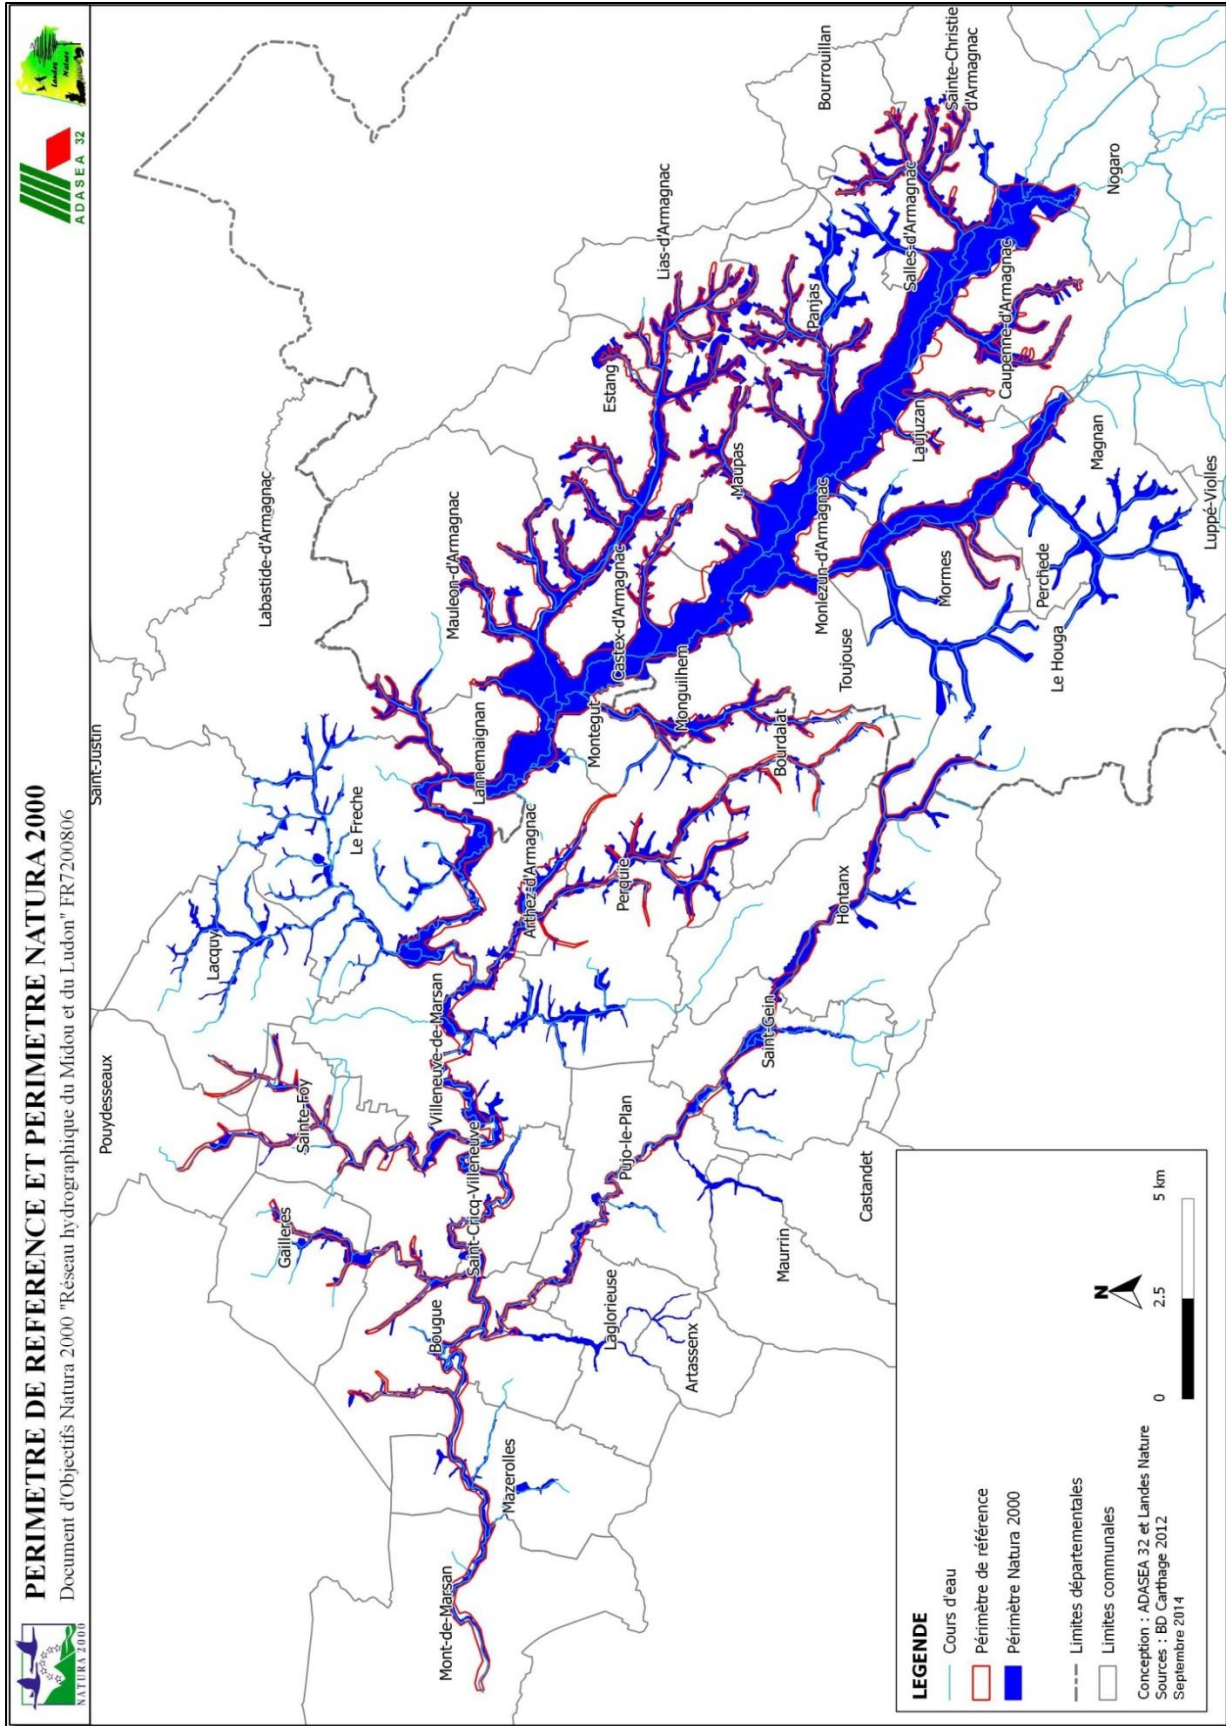 PERIMETRE DE REFERENCE ET PERIMETRE NATURA 2000
Document d'Objectifs Natura 2000 "Réseau hydrographique du Midou et du Ludon" FR7200806
NATURA 2000
ADASEA 32
Landes
Nature
Saint-Justin
Labastide-d'Armagnac
Pouydesseaux
Lacquy
Le Freche
Mauleon-d'Armagnac
Estang
Lias-d'Armagnac
Bourrouillan
Gailleres
Sainte-Foy
Villeneuve-de-Marsan
Lannemaignan
Castex-d'Armagnac
Maupas
Panjas
Salles-d'Armagnac
Sainte-Christie
d'Armagnac
Mont-de-Marsan
Mazerolles
Bougue
Saint-Cricq-Villeneuve
Arthez-d'Armagnac
Montegut
Monguilhem
Monlezun-d'Armagnac
Laujuzan
Caupenne-d'Armagnac
Nogaro
Perquie
Bourdalat
Toujouse
Mormes
Magnan
Laglorieuse
Pujo-le-Plan
Saint-Gein
Hontanx
Le Houga
Perchede
Luppé-Violles
Artassenx
Maurrin
Castandet
LEGENDE
Cours d'eau
Périmètre de référence
Périmètre Natura 2000
Limites départementales
Limites communales
Conception : ADASEA 32 et Landes Nature
Sources : BD Carthage 2012
Septembre 2014
N
0 2.5 5 km